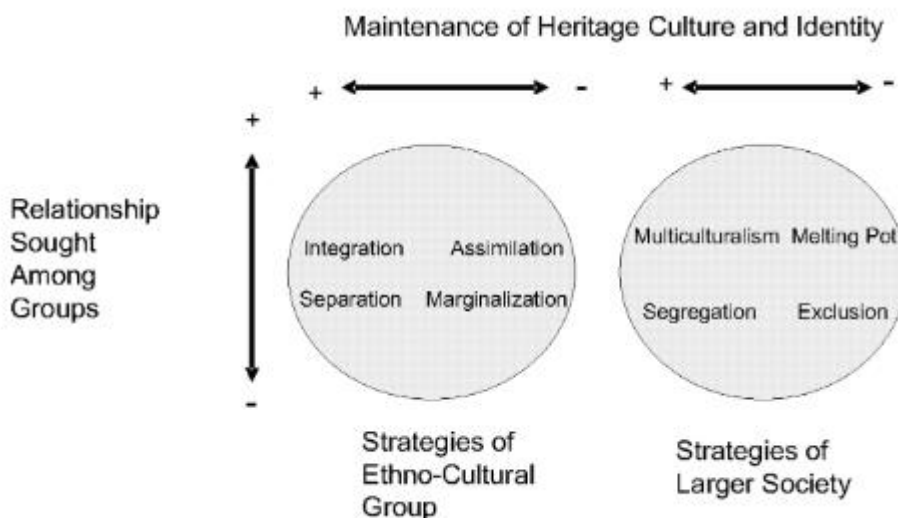 Maintenance of Heritage Culture and Identity
+ - + -
+
Relationship
Sought
Among
Groups
Integration Assimilation
Separation Marginalization
Multiculturalism Melting Pot
Segregation Exclusion
-
Strategies of
Ethno-Cultural
Group
Strategies of
Larger Society